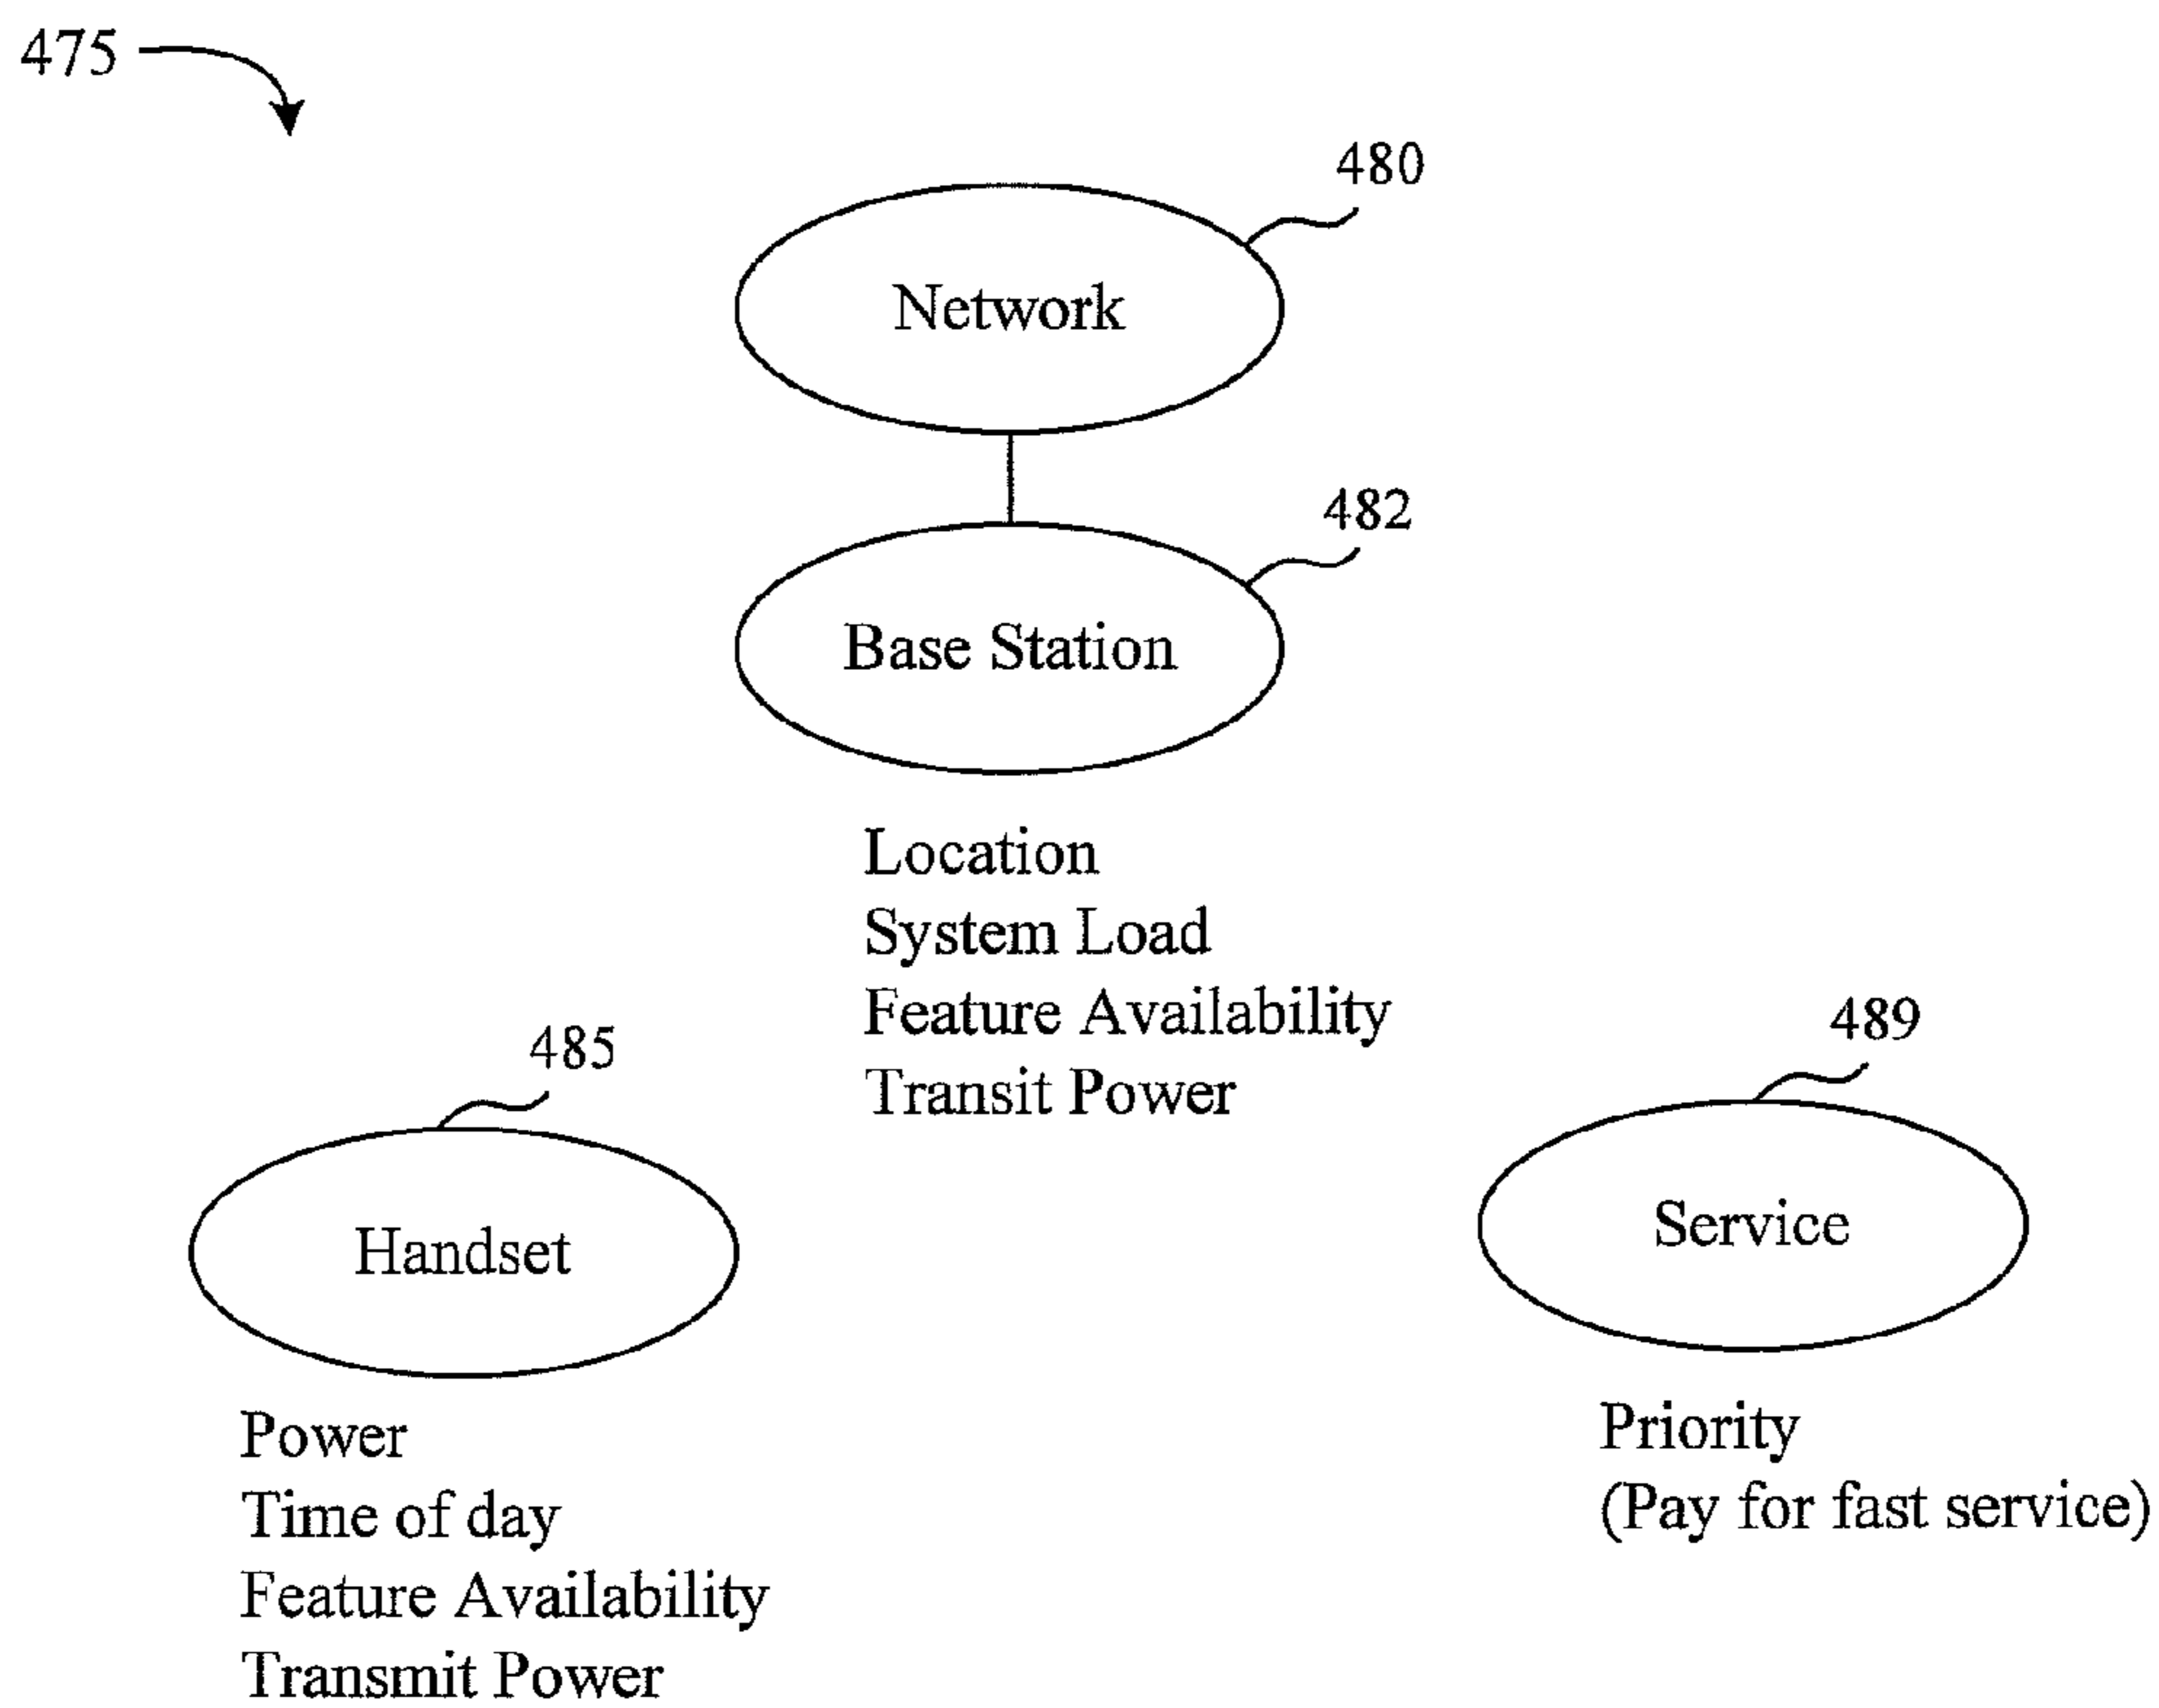 475
480
Network
482
Base Station
Location
System Load
Feature Availability
Transit Power
485
Handset
Power
Time of day
Feature Availability
Transmit Power
489
Service
Priority
(Pay for fast service)